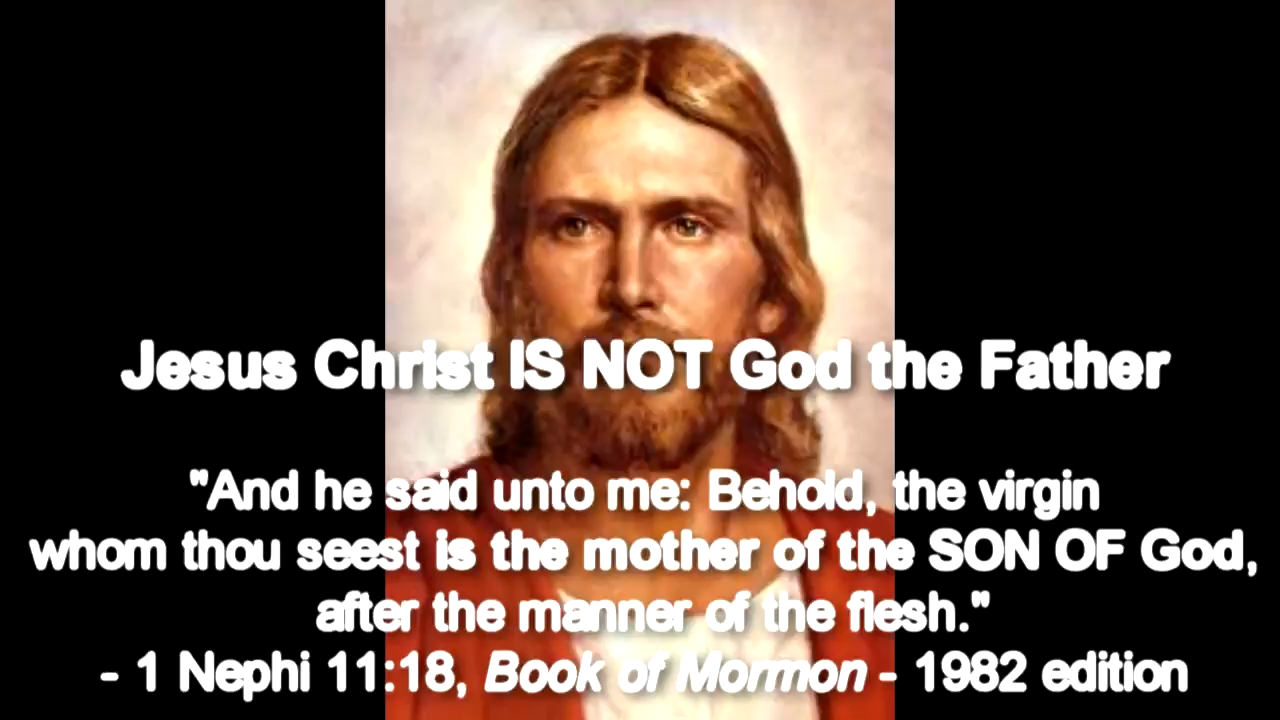 Jesus Christ IS NOT God the Father
"And he said unto me: Behold, the virgin
whom thou seest is the mother of the SON OF God,
after the manner of the flesh."
- 1 Nephi 11:18, Book of Mormon - 1982 edition